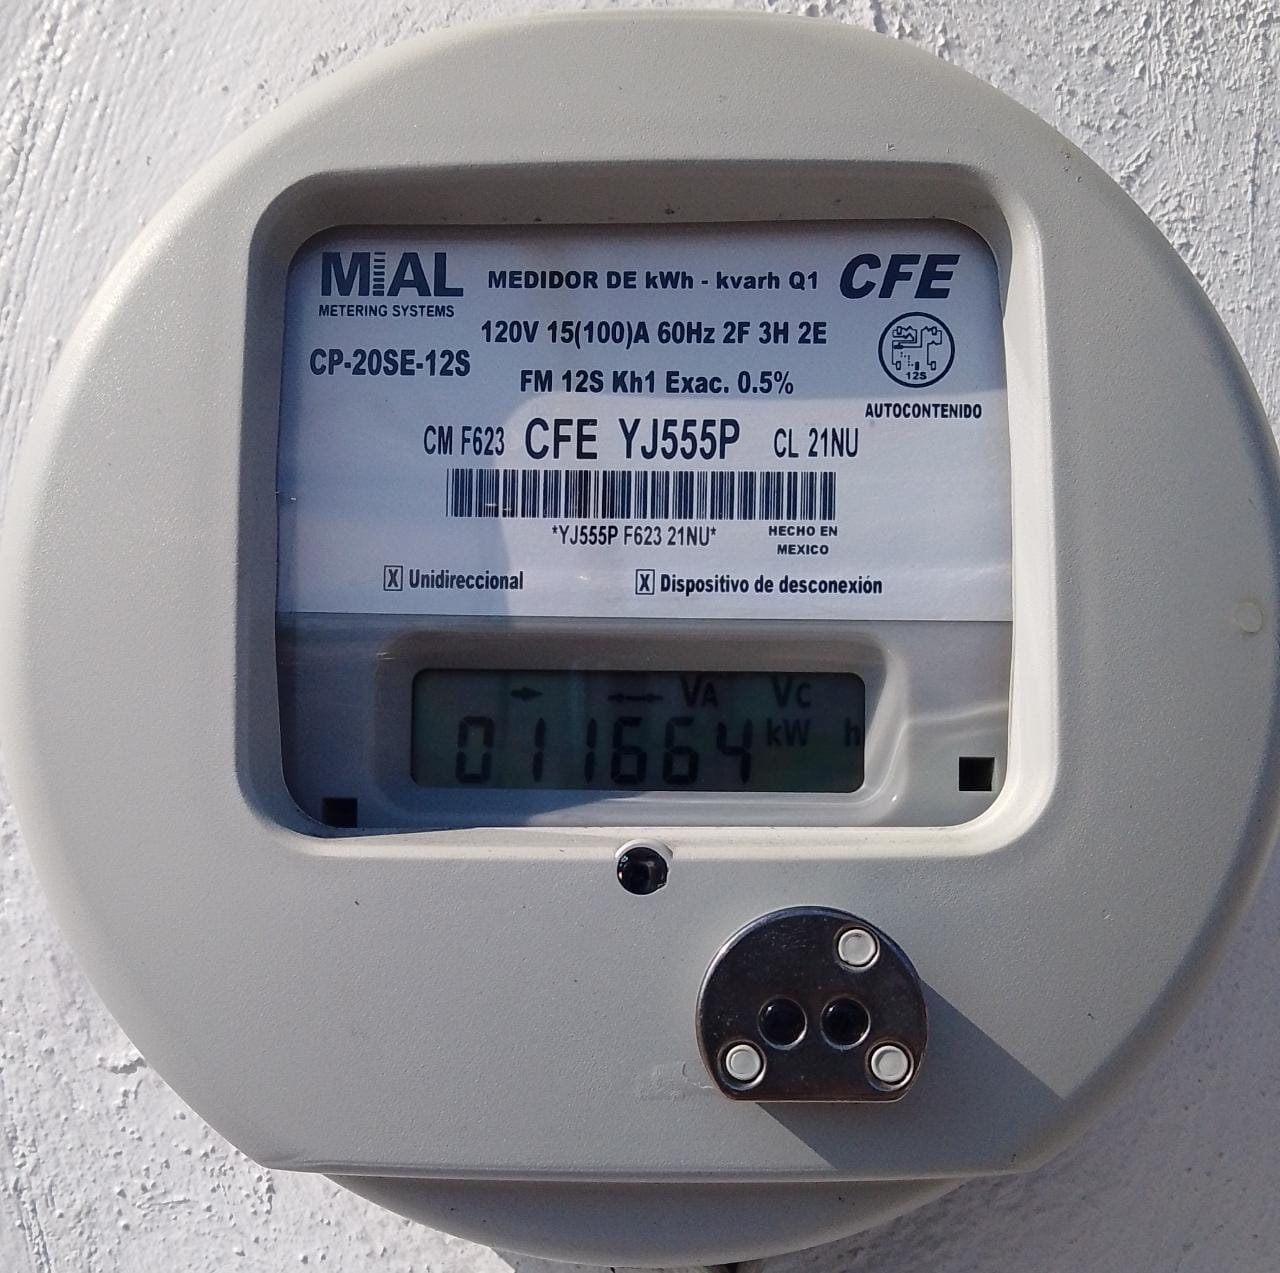 MIAL
METERING SYSTEMS
MEDIDOR DE kWh - kvarh Q1
CFE
120V 15(100)A 60Hz 2F 3H 2E
CP-20SE-12S
FM 12S Kh1 Exac. 0.5%
12S
AUTOCONTENIDO
CM F623 CFE YJ555P CL 21NU
*YJ555P F623 21NU*
HECHO EN
MEXICO
X Unidireccional
X Dispositivo de desconexión
VA VC
011664 kW h